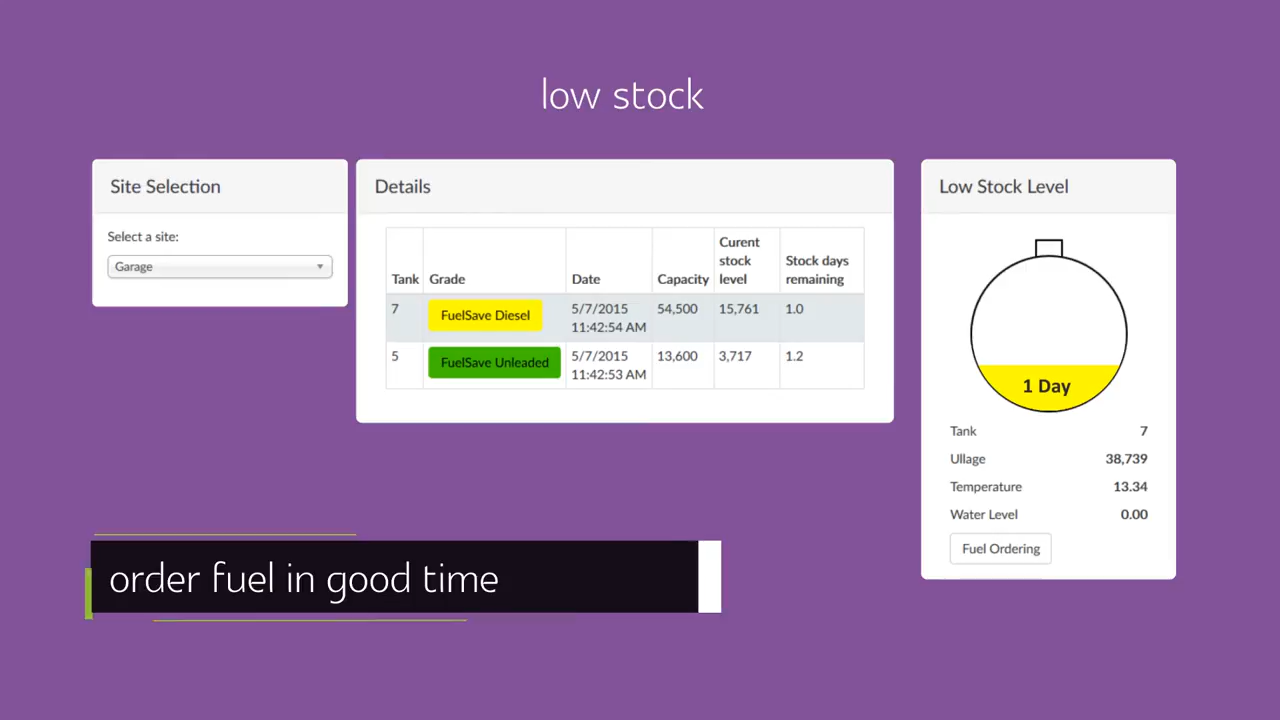 low stock
Site Selection
Select a site:
Garage
Details
Tank Grade Date Capacity Curent stock level Stock days remaining
7 FuelSave Diesel 5/7/2015 11:42:54 AM 54,500 15,761 1.0
5 FuelSave Unleaded 5/7/2015 11:42:53 AM 13,600 3,717 1.2
Low Stock Level
1 Day
Tank 7
Ullage 38,739
Temperature 13.34
Water Level 0.00
Fuel Ordering
order fuel in good time